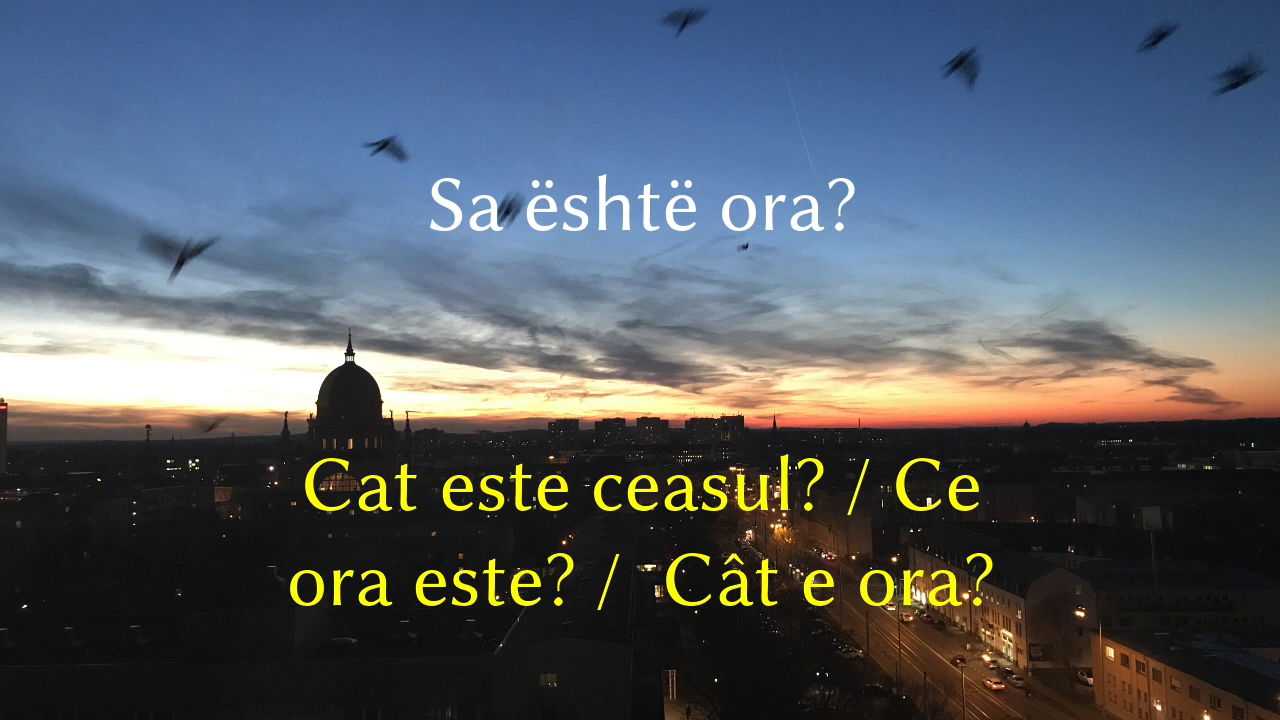 Sa është ora?
Cat este ceasul? / Ce
ora este? /  Cât e ora?